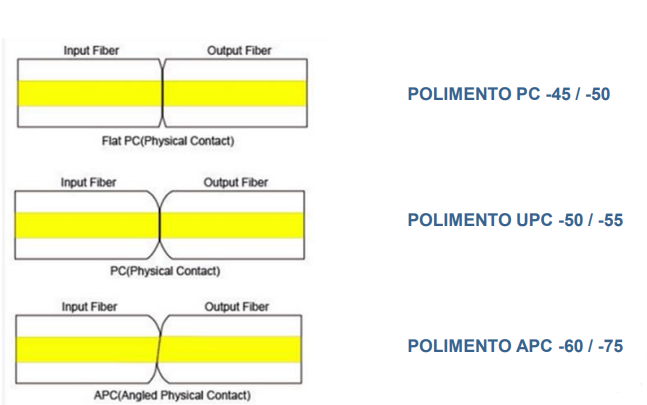 Input Fiber Output Fiber
POLIMENTO PC -45 / -50
Flat PC(Physical Contact)
Input Fiber Output Fiber
POLIMENTO UPC -50 / -55
PC(Physical Contact)
Input Fiber Output Fiber
POLIMENTO APC -60 / -75
APC(Angled Physical Contact)